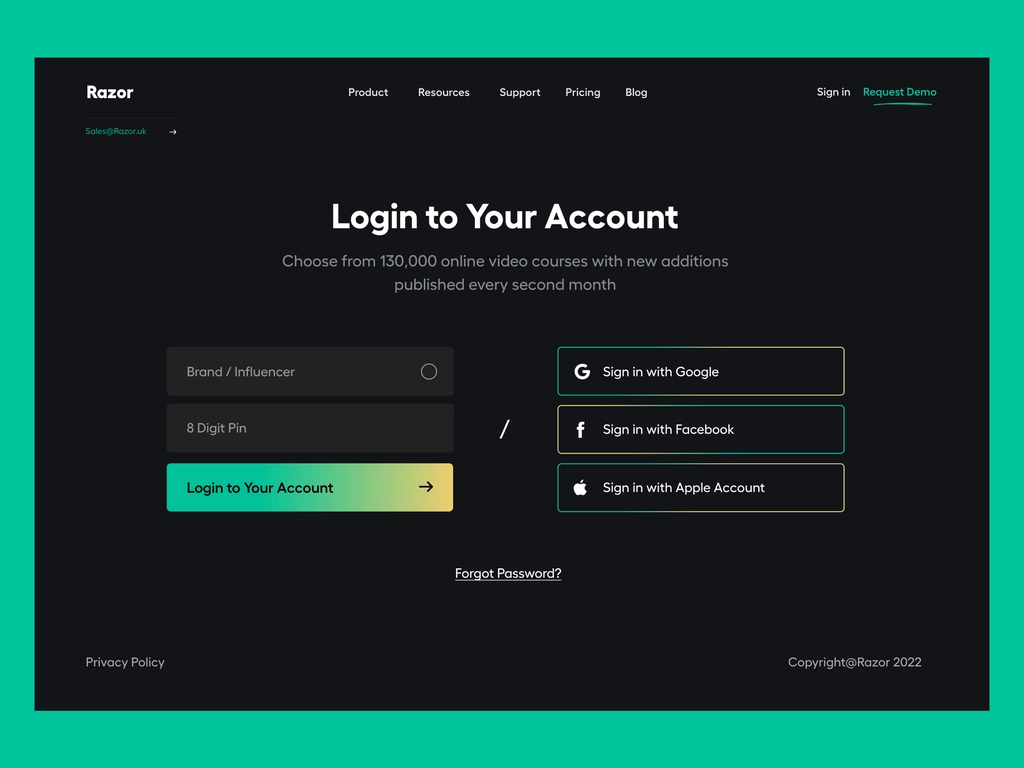 Razor
Product
Resources
Support
Pricing
Blog
Sign in
Request Demo
Sales@Razor.uk
Login to Your Account
Choose from 130,000 online video courses with new additions
published every second month
Brand / Influencer
8 Digit Pin
Login to Your Account
/
Sign in with Google
Sign in with Facebook
Sign in with Apple Account
Forgot Password?
Privacy Policy
Copyright@Razor 2022